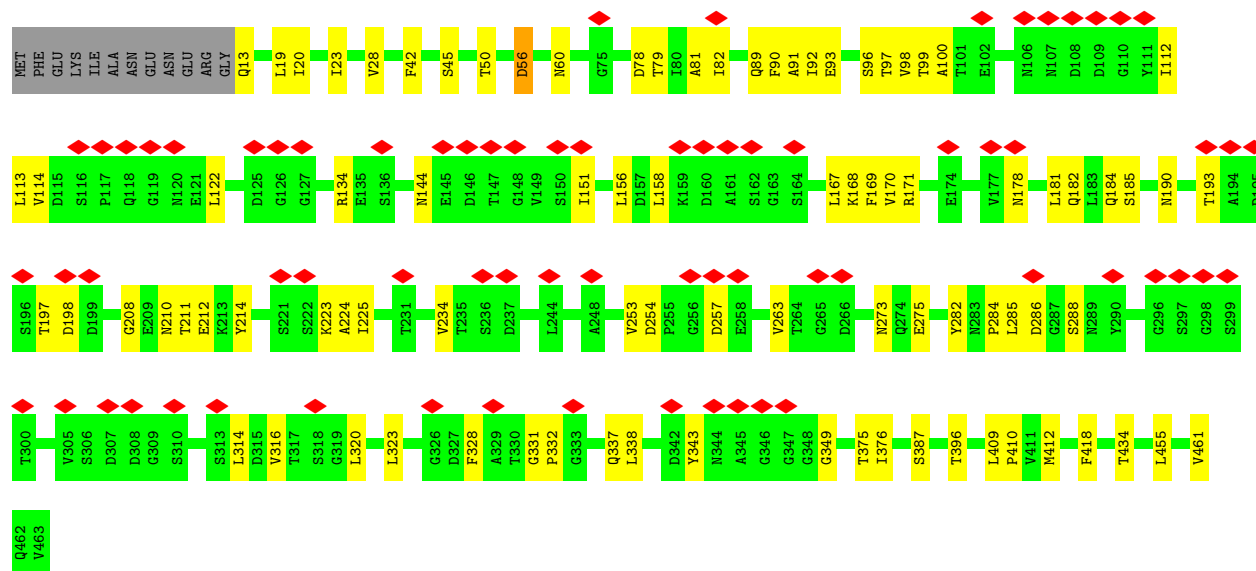 MET PHE GLU LYS ILE ALA ASN GLU ASN GLU ARG GLY Q13 L19 I20 I23 V28 F42 S45 T50 D56 N60 G75 D78 T79 I80 A81 I82 Q89 F90 A91 I92 E93 S96 T97 V98 T99 A100 T101 E102 N106 N107 D108 D109 G110 Y111 I112
L113 V114 D115 S116 P117 Q118 G119 N120 E121 L122 D125 G126 G127 R134 E135 S136 N144 E145 D146 T147 G148 V149 S150 I151 L156 D157 L158 K159 D160 A161 S162 G163 S164 L167 K168 F169 V170 R171 E174 V177 N178 L181 Q182 L183 Q184 S185 N190 T193 A194 D195
S196 T197 D198 D199 G208 E209 N210 T211 E212 K213 Y214 S221 S222 K223 A224 I225 T231 V234 T235 S236 D237 L244 A248 V253 D254 P255 G256 D257 E258 V263 T264 G265 D266 N273 Q274 E275 Y282 N283 P284 L285 D286 G287 S288 N289 Y290 G296 S297 G298 S299
T300 V305 S306 D307 D308 G309 S310 S313 L314 D315 V316 T317 S318 G319 L320 L323 G326 D327 F328 A329 T330 G331 P332 G333 Q337 L338 D342 Y343 N344 A345 G346 G347 G348 G349 T375 I376 S387 T396 L409 P410 V411 M412 F418 T434 L455 V461
Q462 V463